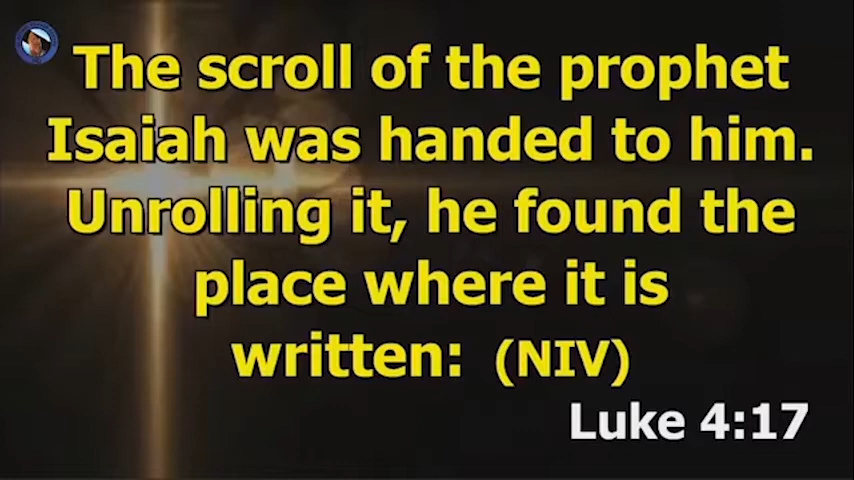 The scroll of the prophet
Isaiah was handed to him.
Unrolling it, he found the
place where it is
written: (NIV)
Luke 4:17